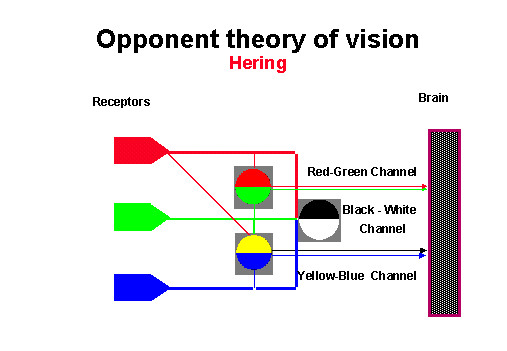 Opponent theory of vision
Hering
Receptors
Brain
Red-Green Channel
Black - White
Channel
Yellow-Blue Channel